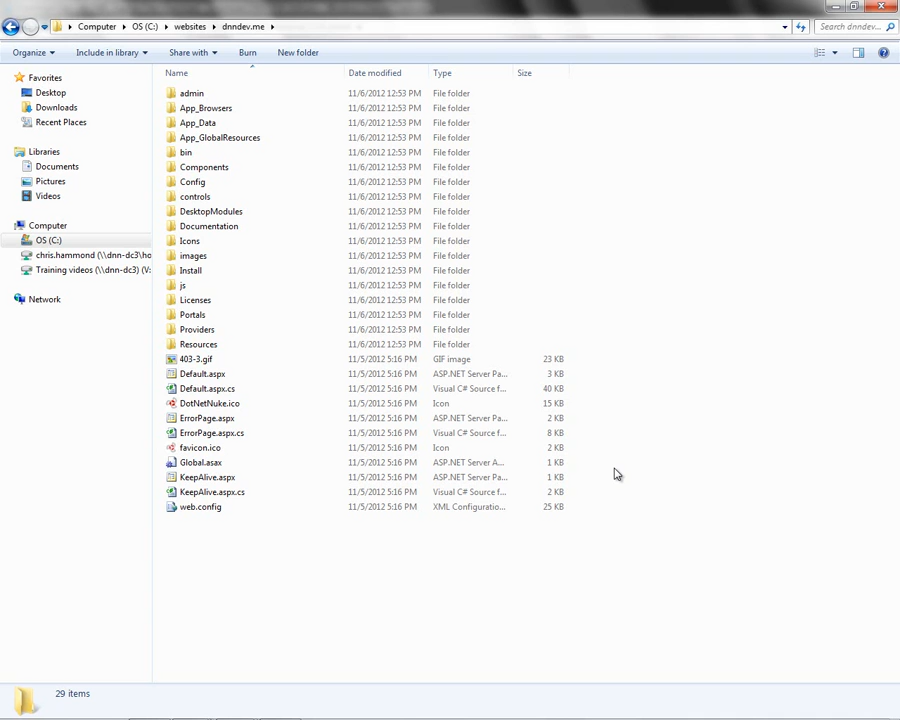 Computer OS (C:) websites dnndev.me
Search dnndev.me
Organize Include in library Share with Burn New folder
Favorites
Desktop
Downloads
Recent Places
Libraries
Documents
Pictures
Videos
Computer
OS (C:)
chris.hammond (\\dnn-dc3\ho
Training videos (\\dnn-dc3) (V:
Network
Name Date modified Type Size
admin 11/6/2012 12:53 PM File folder
App_Browsers 11/6/2012 12:53 PM File folder
App_Data 11/6/2012 12:53 PM File folder
App_GlobalResources 11/6/2012 12:53 PM File folder
bin 11/6/2012 12:53 PM File folder
Components 11/6/2012 12:53 PM File folder
Config 11/6/2012 12:53 PM File folder
controls 11/6/2012 12:53 PM File folder
DesktopModules 11/6/2012 12:53 PM File folder
Documentation 11/6/2012 12:53 PM File folder
Icons 11/6/2012 12:53 PM File folder
images 11/6/2012 12:53 PM File folder
Install 11/6/2012 12:53 PM File folder
js 11/6/2012 12:53 PM File folder
Licenses 11/6/2012 12:53 PM File folder
Portals 11/6/2012 12:53 PM File folder
Providers 11/6/2012 12:53 PM File folder
Resources 11/6/2012 12:53 PM File folder
403-3.gif 11/5/2012 5:16 PM GIF image 23 KB
Default.aspx 11/5/2012 5:16 PM ASP.NET Server Pa... 3 KB
Default.aspx.cs 11/5/2012 5:16 PM Visual C# Source f... 40 KB
DotNetNuke.ico 11/5/2012 5:16 PM Icon 15 KB
ErrorPage.aspx 11/5/2012 5:16 PM ASP.NET Server Pa... 2 KB
ErrorPage.aspx.cs 11/5/2012 5:16 PM Visual C# Source f... 8 KB
favicon.ico 11/5/2012 5:16 PM Icon 2 KB
Global.asax 11/5/2012 5:16 PM ASP.NET Server A... 1 KB
KeepAlive.aspx 11/5/2012 5:16 PM ASP.NET Server Pa... 1 KB
KeepAlive.aspx.cs 11/5/2012 5:16 PM Visual C# Source f... 2 KB
web.config 11/5/2012 5:16 PM XML Configuratio... 25 KB
29 items